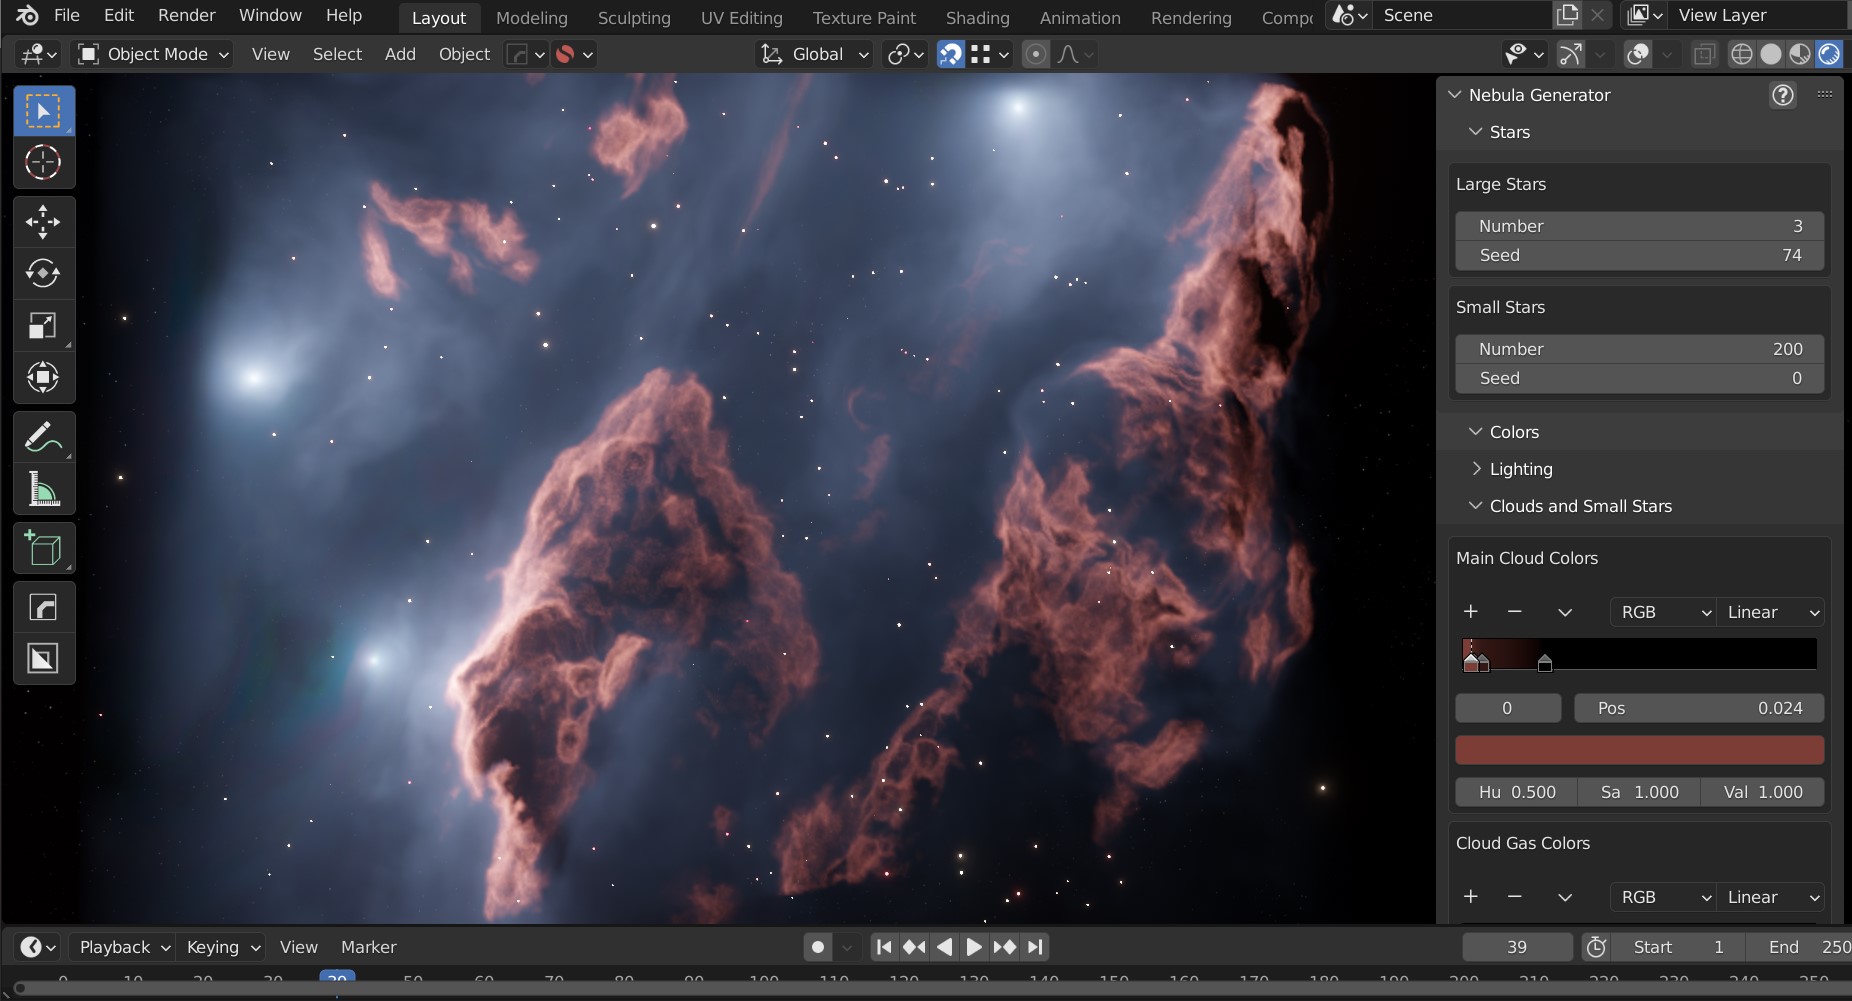 File Edit Render Window Help Layout Modeling Sculpting UV Editing Texture Paint Shading Animation Rendering Compo Scene View Layer
Object Mode View Select Add Object Global
Nebula Generator
Stars
Large Stars
Number 3
Seed 74
Small Stars
Number 200
Seed 0
Colors
Lighting
Clouds and Small Stars
Main Cloud Colors
RGB Linear
0 Pos 0.024
Hu 0.500 Sa 1.000 Val 1.000
Cloud Gas Colors
RGB Linear
Playback Keying View Marker 39 Start 1 End 250
0 10 20 30 39 50 60 70 80 90 100 110 120 130 140 150 160 170 180 190 200 210 220 230 240 250